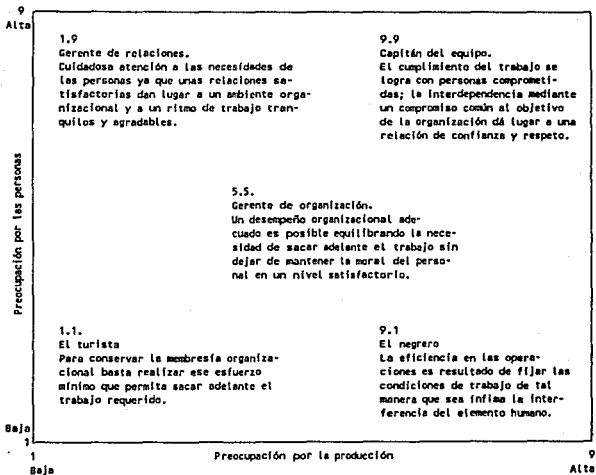 9
Alta
1.9
Gerente de relaciones.
Cuidadosa atención a las necesidades de
las personas ya que unas relaciones sa-
tisfactorias dan lugar a un ambiente orga-
nizacional y a un ritmo de trabajo tran-
quilos y agradables.
9.9
Capitán del equipo.
El cumplimiento del trabajo se
logra con personas comprometi-
das; la interdependencia mediante
un compromiso común al objetivo
de la organización dá lugar a una
relación de confianza y respeto.
Preocupación por las personas
5.5.
Gerente de organización.
Un desempeño organizacional ade-
cuado es posible equilibrando la nece-
sidad de sacar adelante el trabajo sin
dejar de mantener la moral del perso-
nal en un nivel satisfactorio.
1.1.
El turista
Para conservar la membresía organiza-
cional basta realizar ese esfuerzo
mínimo que permita sacar adelante el
trabajo requerido.
9.1
El negrero
La eficiencia en las opera-
ciones es resultado de fijar las
condiciones de trabajo de tal
manera que sea ínfima la inter-
ferencia del elemento humano.
Baja
1
1
Baja
Preocupación por la producción
9
Alta